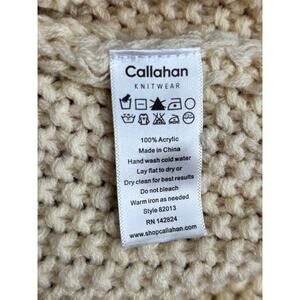 Callahan
KNITWEAR
100% Acrylic
Made in China
Hand wash cold water
Lay flat to dry or
Dry clean for best results
Do not bleach
Warm iron as needed
Style 82013
RN 142824
www.shopcallahan.com